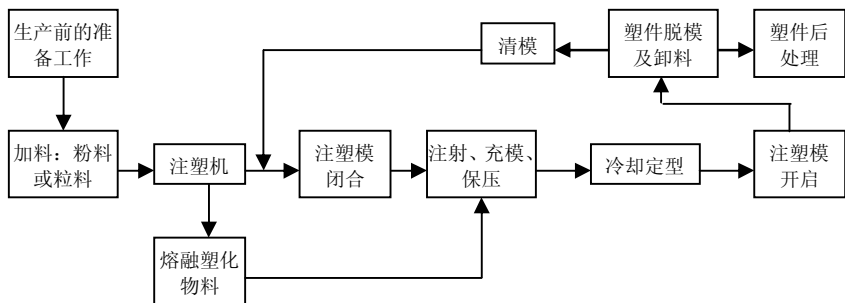 生产前的准
备工作
清模
塑件脱模
及卸料
塑件后
处理
加料：粉料
或粒料
注塑机
注塑模
闭合
注射、充模、
保压
冷却定型
注塑模
开启
熔融塑化
物料